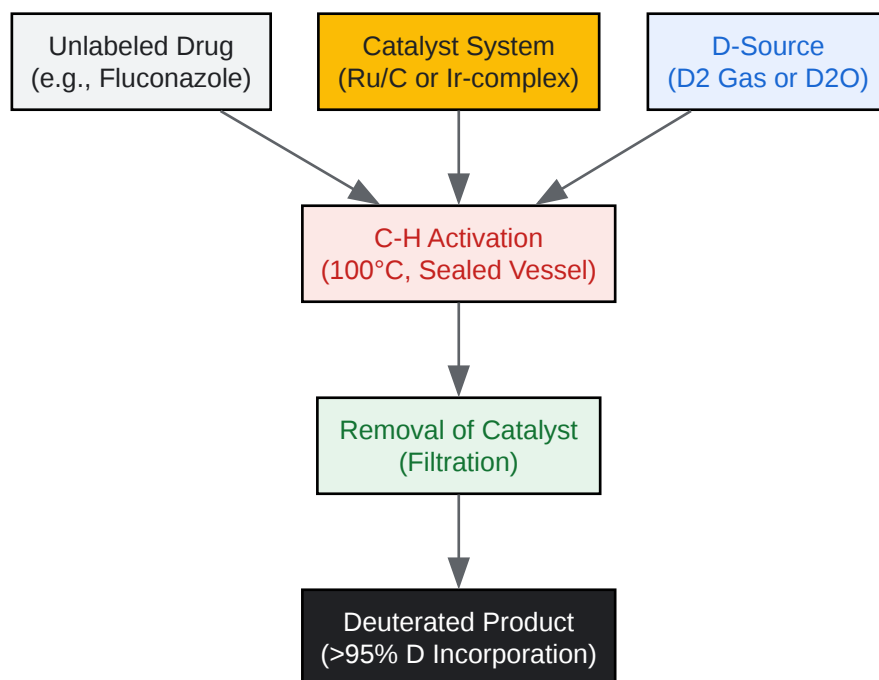 Unlabeled Drug
(e.g., Fluconazole)
Catalyst System
(Ru/C or Ir-complex)
D-Source
(D2 Gas or D2O)
C-H Activation
(100°C, Sealed Vessel)
Removal of Catalyst
(Filtration)
Deuterated Product
(>95% D Incorporation)